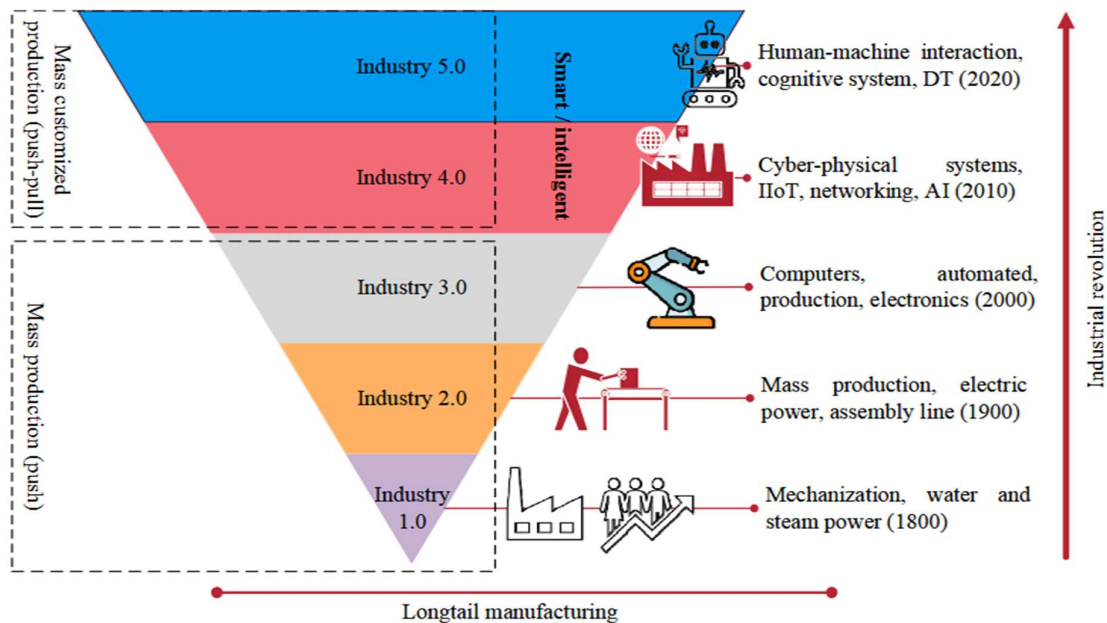 Mass customized
production (push-pull)
Mass production (push)
Industry 5.0
Industry 4.0
Industry 3.0
Industry 2.0
Industry
1.0
Smart / intelligent
Human-machine interaction,
cognitive system, DT (2020)
Cyber-physical systems,
IIoT, networking, AI (2010)
Computers, automated,
production, electronics (2000)
Mass production, electric
power, assembly line (1900)
Mechanization, water and
steam power (1800)
Industrial revolution
Longtail manufacturing